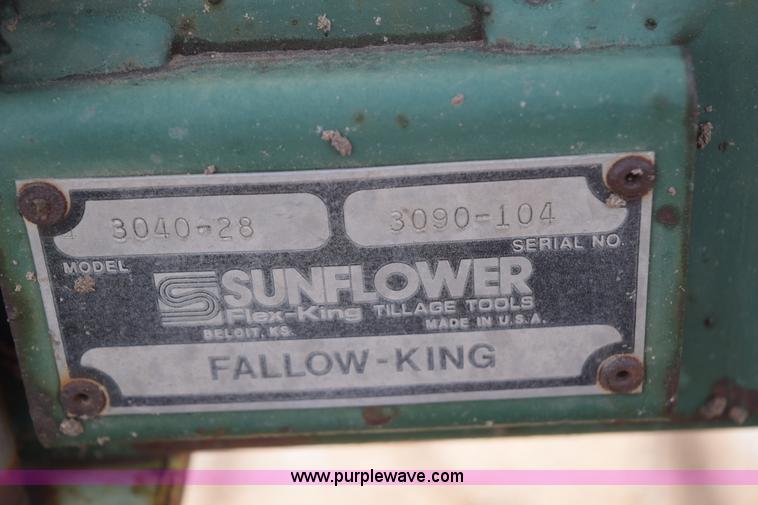 3040-28 3090-104
MODEL SERIAL NO.
SUNFLOWER
Flex-King TILLAGE TOOLS
BELOIT, KS. MADE IN U.S.A.
FALLOW-KING
www.purplewave.com